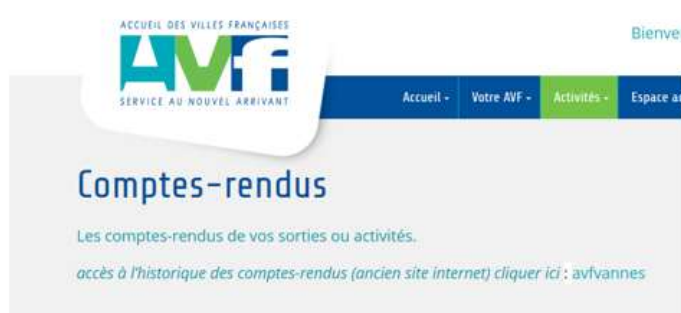 ACCUEIL DES VILLES FRANÇAISES
AVf
SERVICE AU NOUVEL ARRIVANT
Accueil
Votre AVF
Activités
Espace
Comptes-rendus
Les comptes-rendus de vos sorties ou activités.
accès à l'historique des comptes-rendus (ancien site internet) cliquer ici : avfvannes